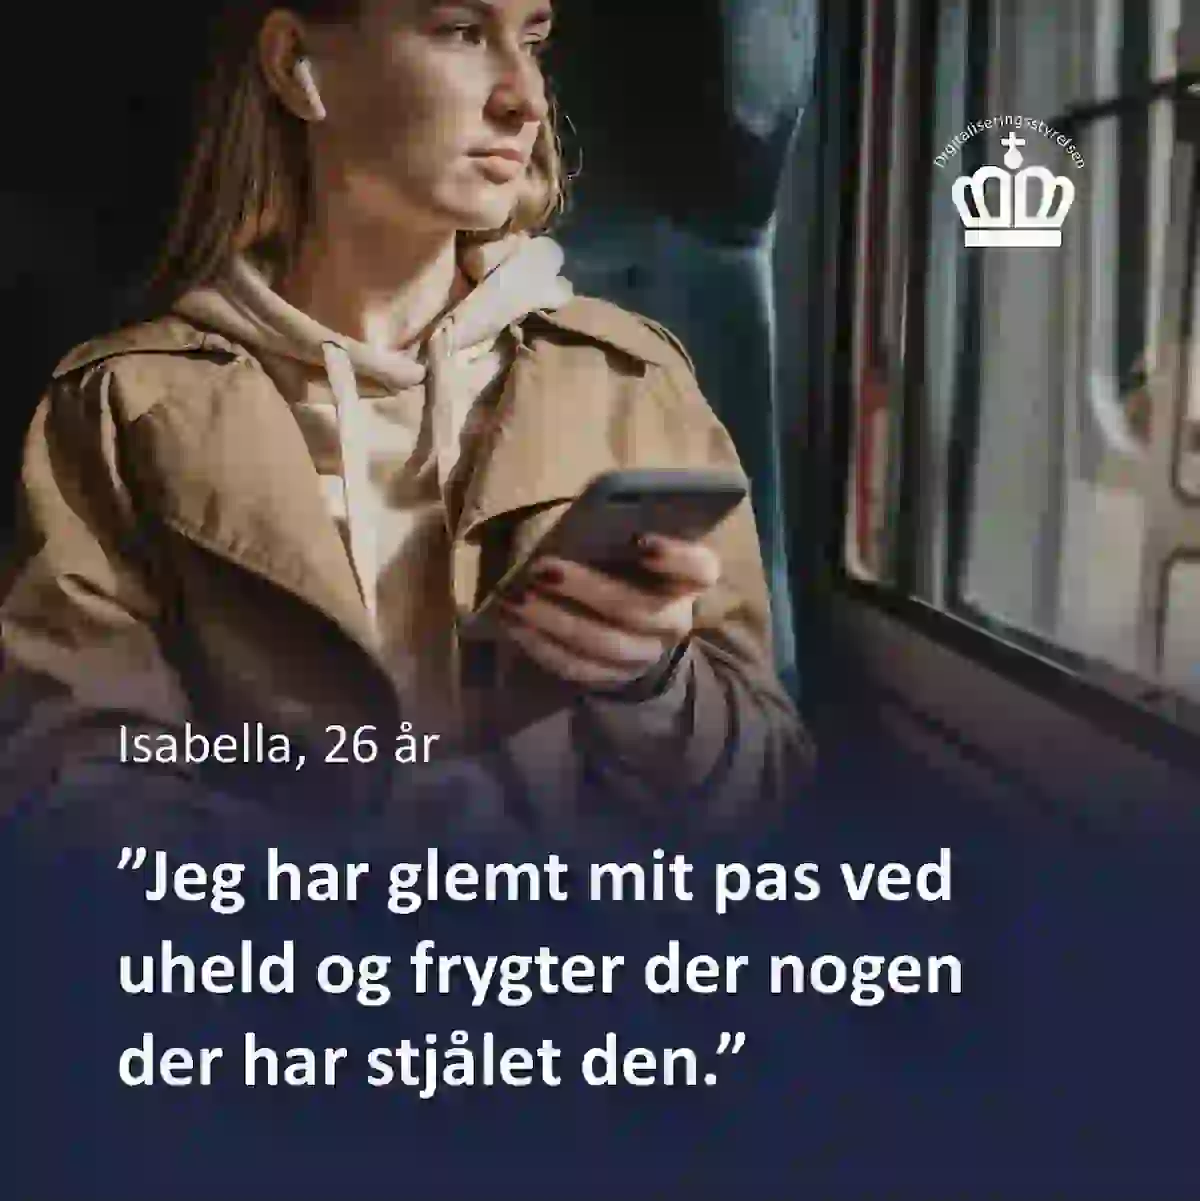 Digitaliseringsstyrelsen
Isabella, 26 år
”Jeg har glemt mit pas ved
uheld og frygter der nogen
der har stjålet den.”